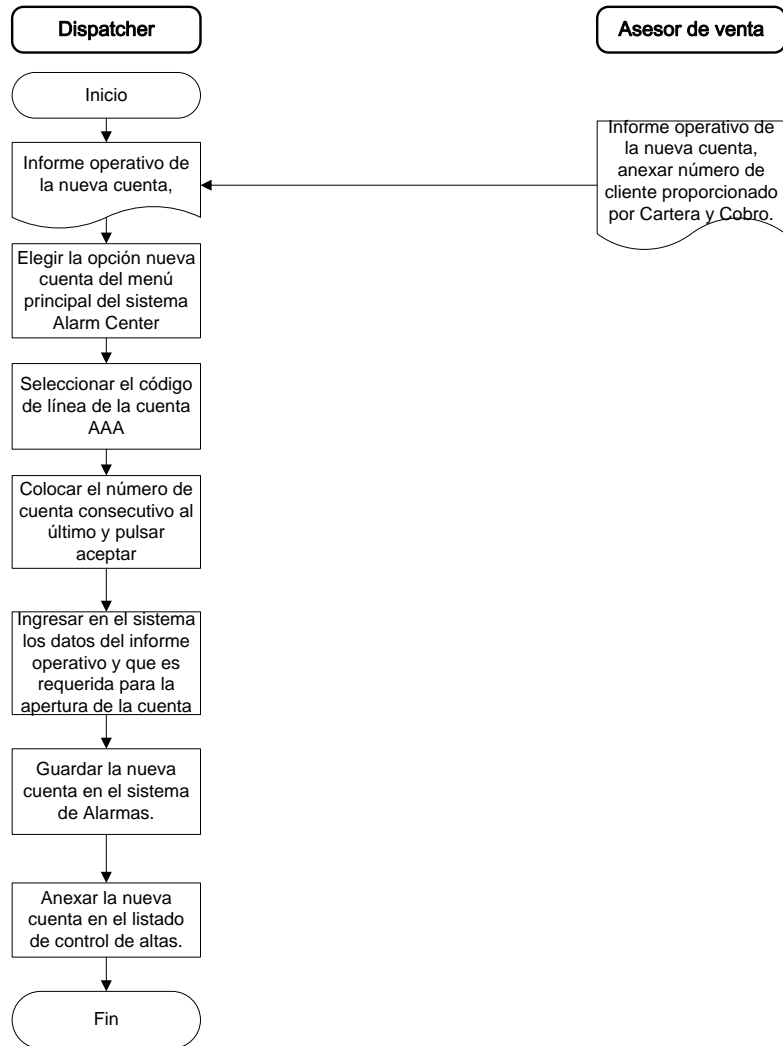 Dispatcher
Asesor de venta
Inicio
Informe operativo de
la nueva cuenta,
Informe operativo de
la nueva cuenta,
anexar número de
cliente proporcionado
por Cartera y Cobro.
Elegir la opción nueva
cuenta del menú
principal del sistema
Alarm Center
Seleccionar el código
de línea de la cuenta
AAA
Colocar el número de
cuenta consecutivo al
último y pulsar
aceptar
Ingresar en el sistema
los datos del informe
operativo y que es
requerida para la
apertura de la cuenta
Guardar la nueva
cuenta en el sistema
de Alarmas.
Anexar la nueva
cuenta en el listado
de control de altas.
Fin